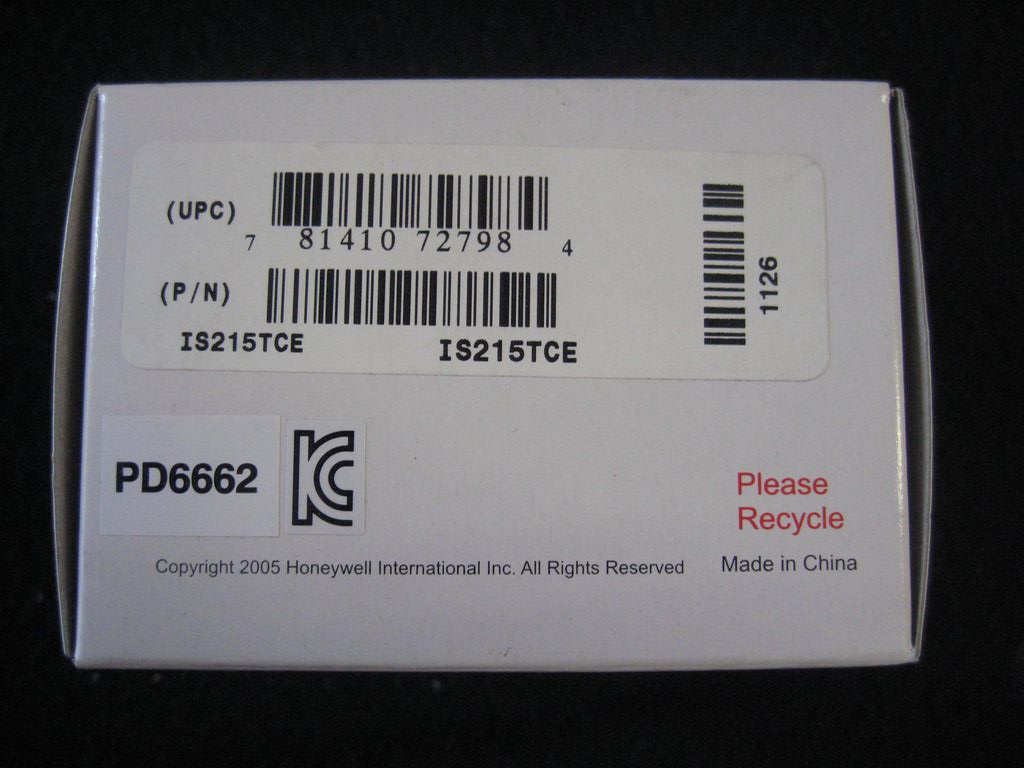 (UPC)
7 81410 72798 4
(P/N)
IS215TCE IS215TCE
1126
PD6662
KC
Please
Recycle
Copyright 2005 Honeywell International Inc. All Rights Reserved
Made in China